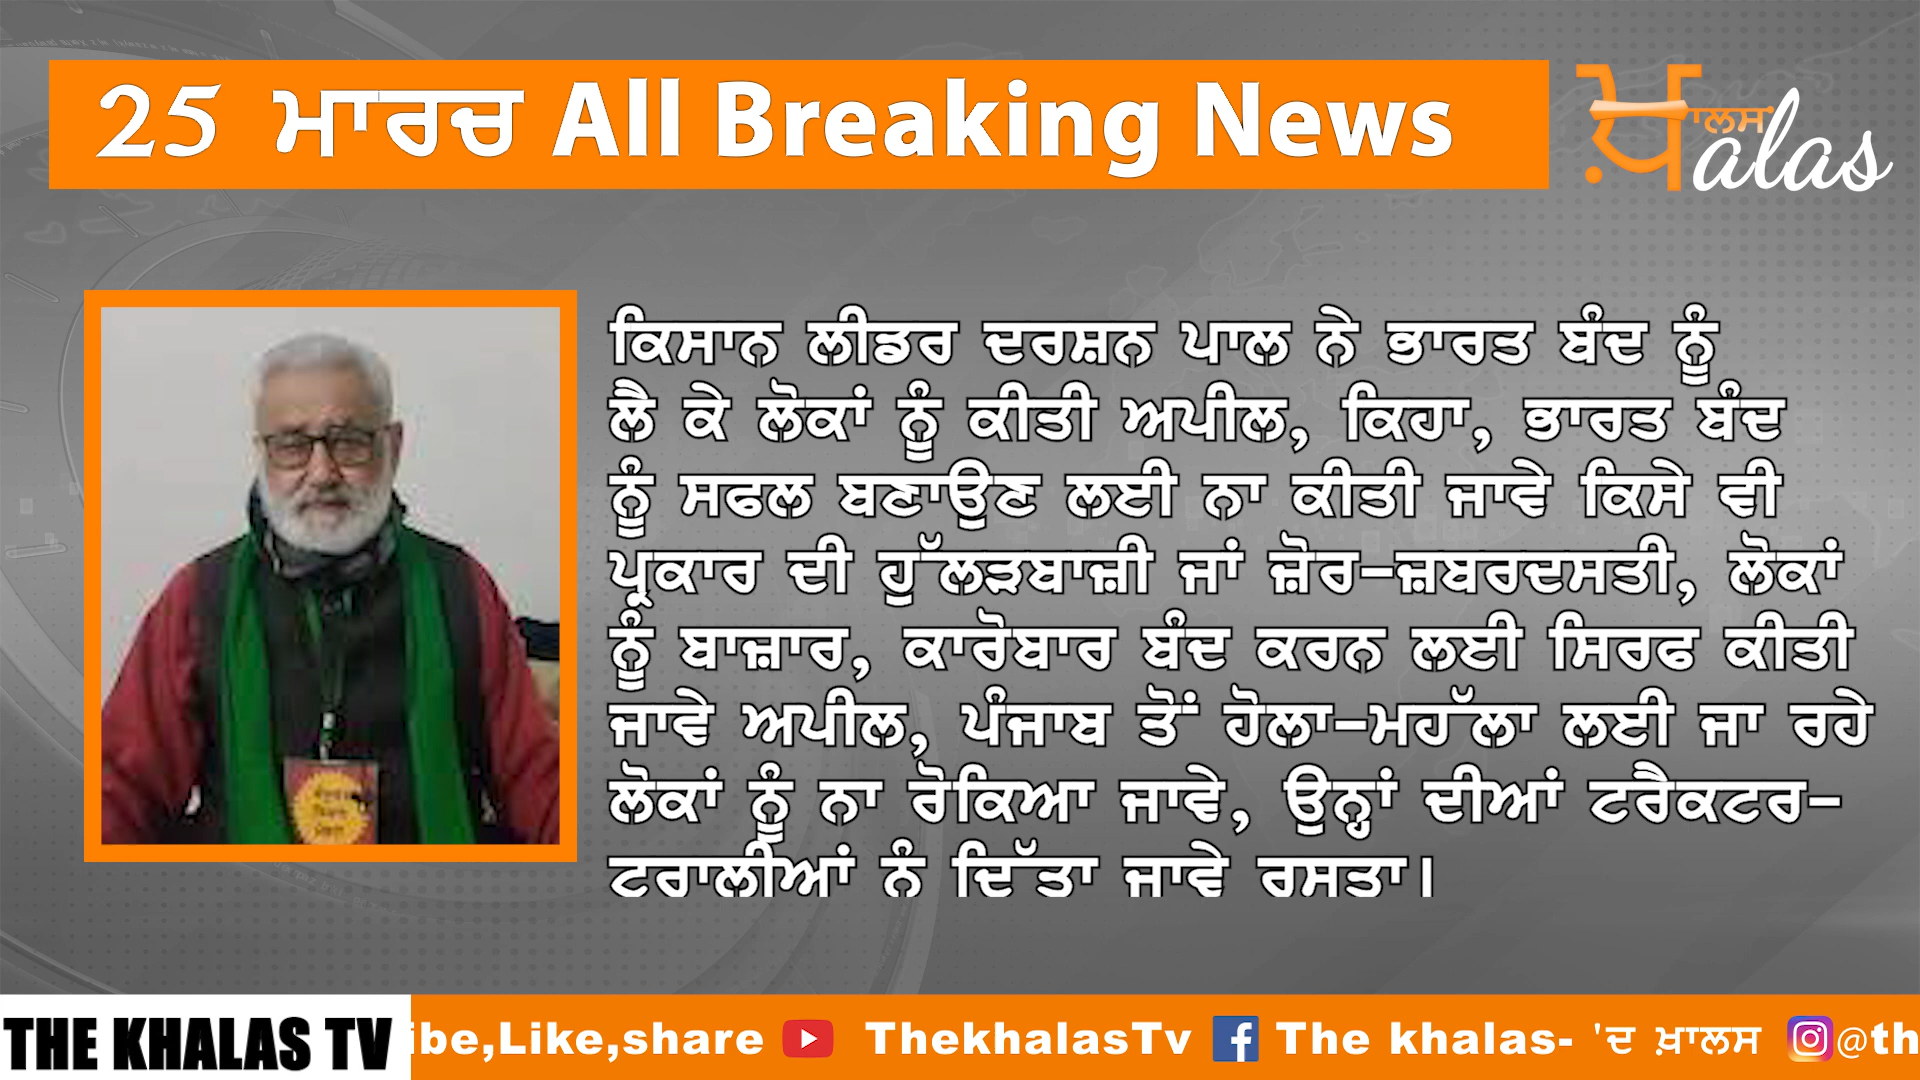 25 ਮਾਰਚ All Breaking News
ਖ਼ਾਲਸ
alas
ਕਿਸਾਨ ਲੀਡਰ ਦਰਸ਼ਨ ਪਾਲ ਨੇ ਭਾਰਤ ਬੰਦ ਨੂੰ
ਲੈ ਕੇ ਲੋਕਾਂ ਨੂੰ ਕੀਤੀ ਅਪੀਲ, ਕਿਹਾ, ਭਾਰਤ ਬੰਦ
ਨੂੰ ਸਫਲ ਬਣਾਉਣ ਲਈ ਨਾ ਕੀਤੀ ਜਾਵੇ ਕਿਸੇ ਵੀ
ਪ੍ਰਕਾਰ ਦੀ ਹੁੱਲੜਬਾਜ਼ੀ ਜਾਂ ਜ਼ੋਰ-ਜ਼ਬਰਦਸਤੀ, ਲੋਕਾਂ
ਨੂੰ ਬਾਜ਼ਾਰ, ਕਾਰੋਬਾਰ ਬੰਦ ਕਰਨ ਲਈ ਸਿਰਫ ਕੀਤੀ
ਜਾਵੇ ਅਪੀਲ, ਪੰਜਾਬ ਤੋਂ ਹੋਲਾ-ਮਹੱਲਾ ਲਈ ਜਾ ਰਹੇ
ਲੋਕਾਂ ਨੂੰ ਨਾ ਰੋਕਿਆ ਜਾਵੇ, ਉਨ੍ਹਾਂ ਦੀਆਂ ਟਰੈਕਟਰ-
ਟਰਾਲੀਆਂ ਨੰ ਦਿੱਤਾ ਜਾਵੇ ਰਸਤਾ।
THE KHALAS TV ibe,Like,share ThekhalasTv The khalas- 'ਦ ਖ਼ਾਲਸ @th